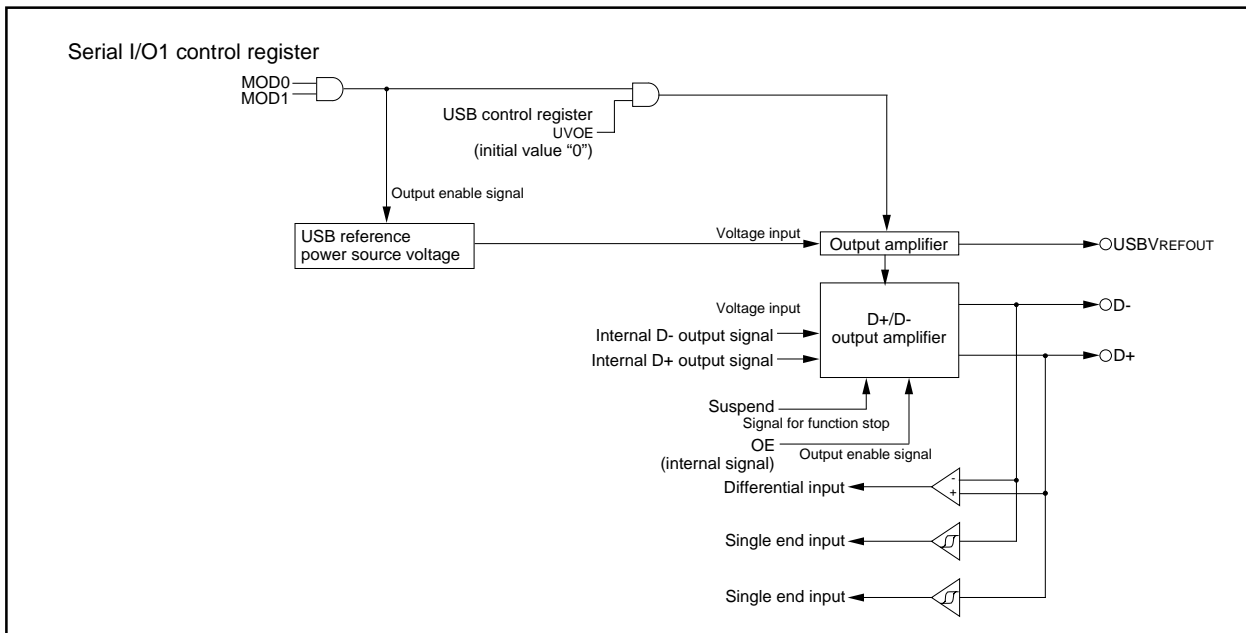 Serial I/O1 control register
MOD0
MOD1
USB control register
UVOE
(initial value “0”)
Output enable signal
USB reference
power source voltage
Voltage input
Output amplifier
USBVREFOUT
Voltage input
D+/D-
output amplifier
D-
Internal D- output signal
Internal D+ output signal
D+
Suspend
Signal for function stop
OE
(internal signal)
Output enable signal
Differential input
-
+
Single end input
Single end input